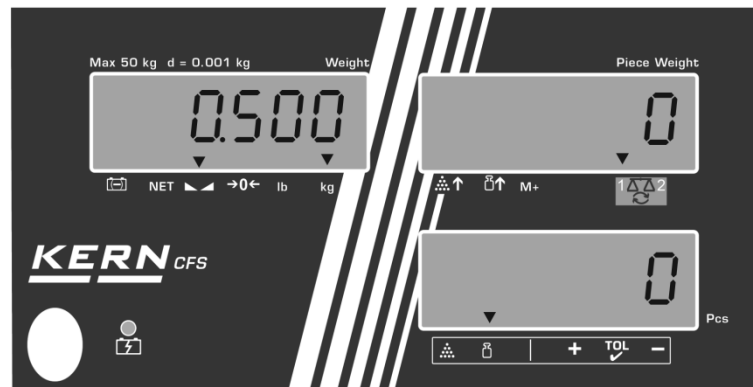 Max 50 kg d = 0.001 kg Weight
0.500
NET →0← lb kg
Piece Weight
0
M+ 1 2
KERN CFS
0
Pcs
+ TOL −